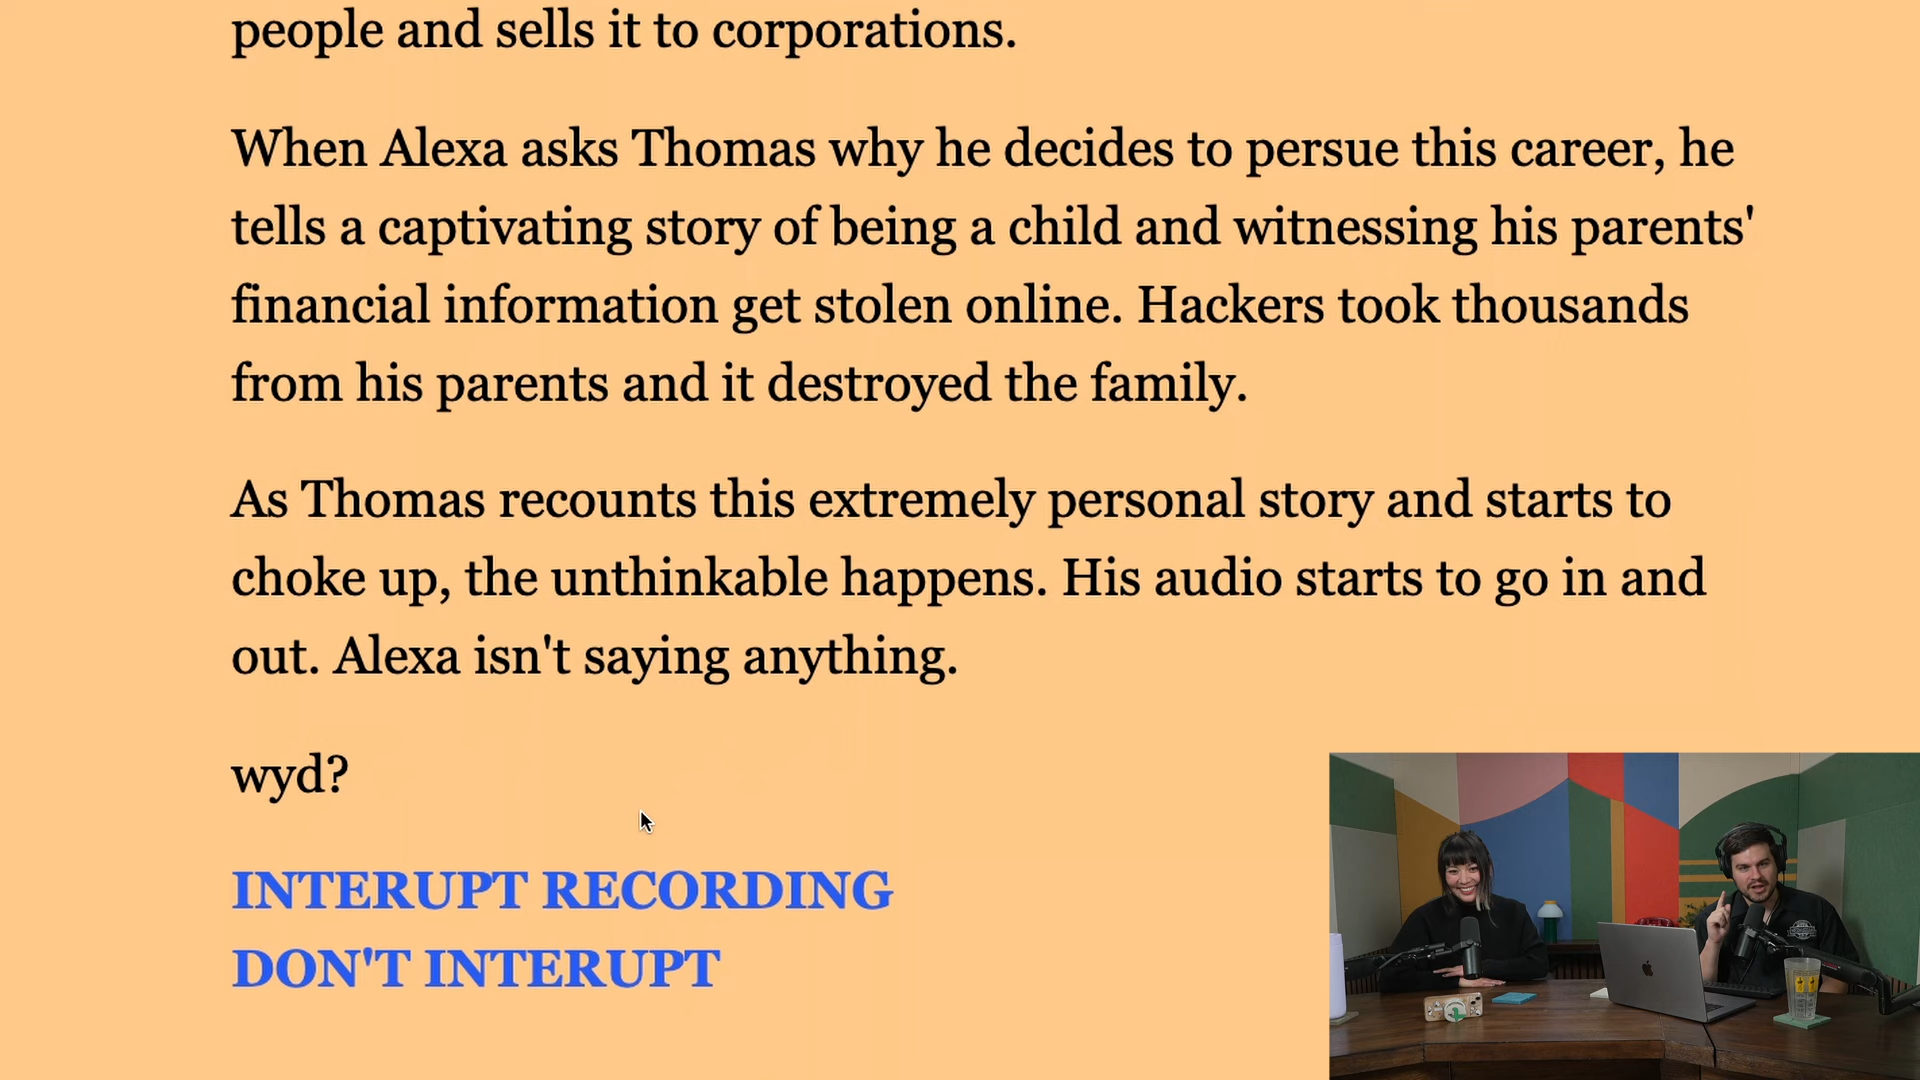 people and sells it to corporations.
When Alexa asks Thomas why he decides to persue this career, he
tells a captivating story of being a child and witnessing his parents'
financial information get stolen online. Hackers took thousands
from his parents and it destroyed the family.
As Thomas recounts this extremely personal story and starts to
choke up, the unthinkable happens. His audio starts to go in and
out. Alexa isn't saying anything.
wyd?
INTERUPT RECORDING
DON'T INTERUPT